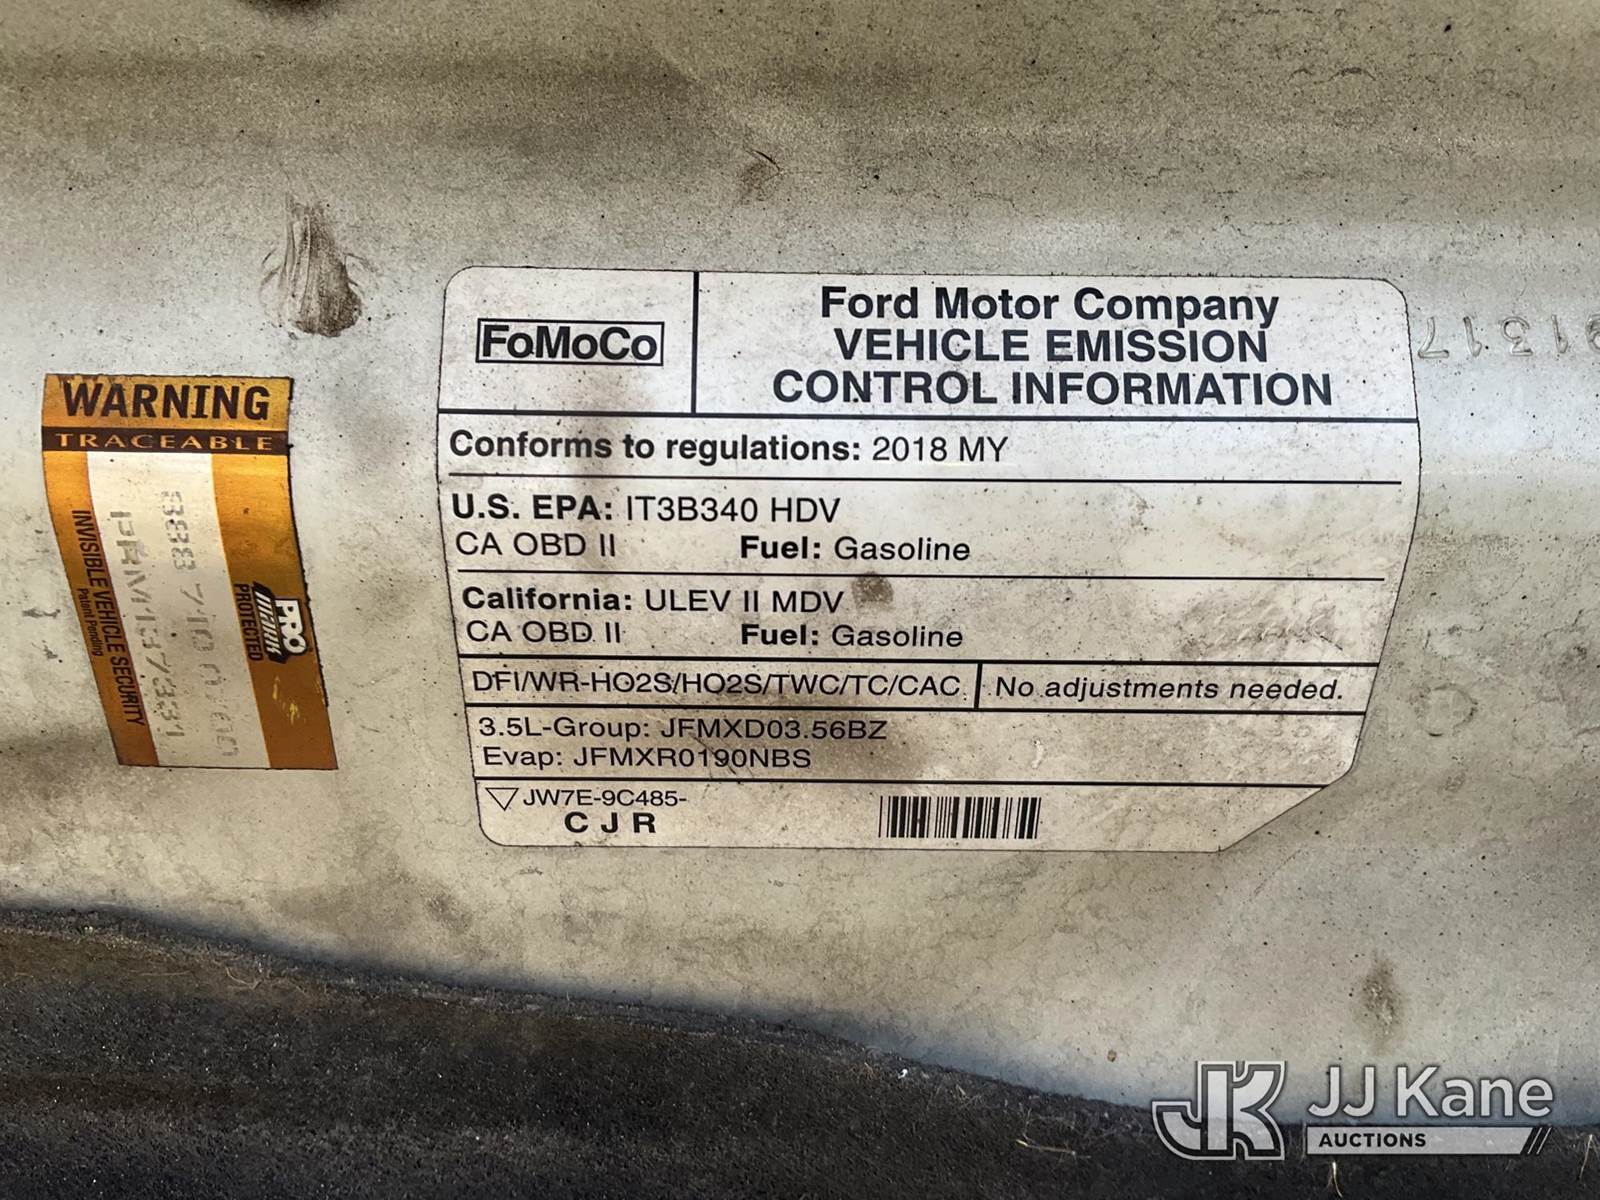 WARNING
TRACEABLE
INVISIBLE VEHICLE SECURITY
Patent Pending
PRO
PROTECTED
FoMoCo
Ford Motor Company
VEHICLE EMISSION
CONTROL INFORMATION
Conforms to regulations: 2018 MY
U.S. EPA: IT3B340 HDV
CA OBD II Fuel: Gasoline
California: ULEV II MDV
CA OBD II Fuel: Gasoline
DFI/WR-HO2S/HO2S/TWC/TC/CAC. No adjustments needed.
3.5L-Group: JFMXD03.56BZ
Evap: JFMXR0190NBS
JW7E-9C485-
C J R
91317
JK JJ Kane
AUCTIONS